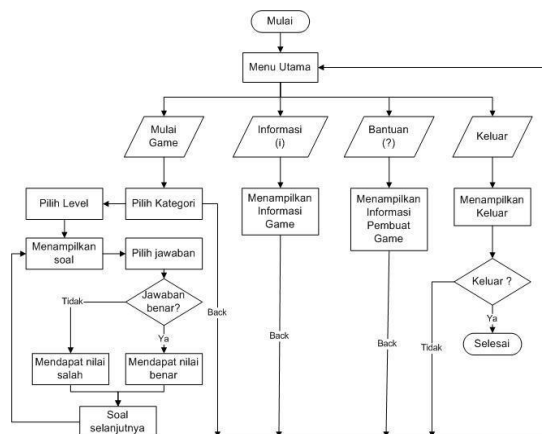 Mulai
Menu Utama
Mulai
Game
Informasi
(i)
Bantuan
(?)
Keluar
Pilih Level
Pilih Kategori
Menampilkan
Informasi
Game
Menampilkan
Informasi
Pembuat
Game
Menampilkan
Keluar
Menampilkan
soal
Pilih jawaban
Keluar ?
Jawaban
benar?
Tidak
Back
Ya
Ya
Back
Back
Tidak
Selesai
Mendapat nilai
salah
Mendapat nilai
benar
Soal
selanjutnya